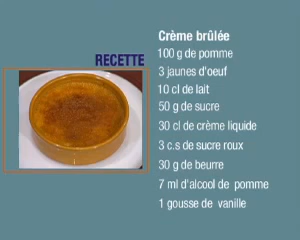 Crème brûlée
RECETTE
100 g de pomme
3 jaunes d'oeuf
10 cl de lait
50 g de sucre
30 cl de crème liquide
3 c.s de sucre roux
30 g de beurre
7 ml d'alcool de pomme
1 gousse de vanille